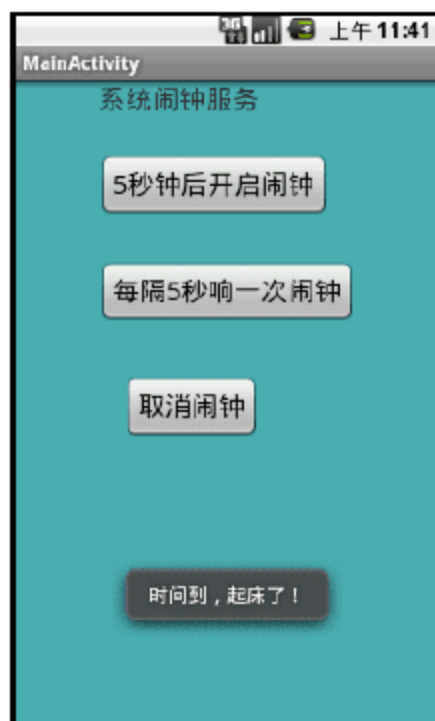 3G
上午 11:41
MainActivity
系统闹钟服务
5秒钟后开启闹钟
每隔5秒响一次闹钟
取消闹钟
时间到，起床了！